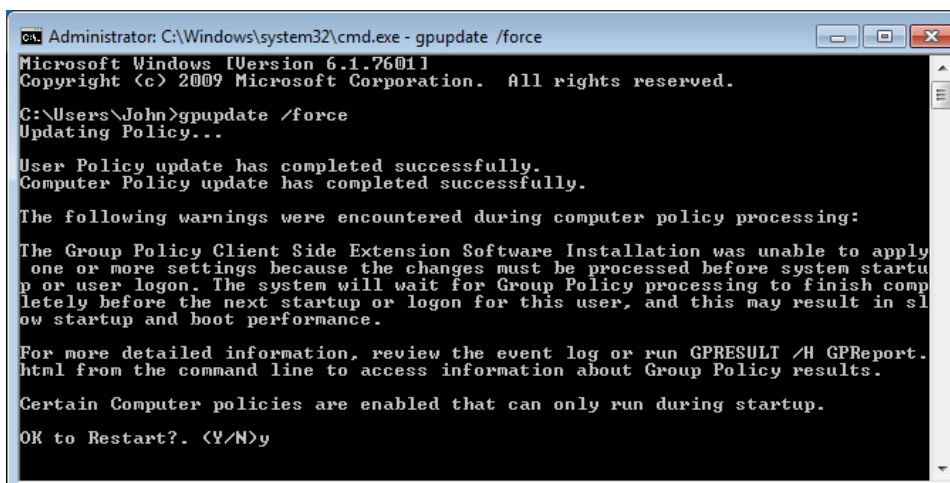 Administrator: C:\Windows\system32\cmd.exe - gpupdate /force
Microsoft Windows [Version 6.1.7601]
Copyright (c) 2009 Microsoft Corporation.  All rights reserved.
C:\Users\John>gpupdate /force
Updating Policy...
User Policy update has completed successfully.
Computer Policy update has completed successfully.
The following warnings were encountered during computer policy processing:
The Group Policy Client Side Extension Software Installation was unable to apply
 one or more settings because the changes must be processed before system startu
p or user logon. The system will wait for Group Policy processing to finish comp
letely before the next startup or logon for this user, and this may result in sl
ow startup and boot performance.
For more detailed information, review the event log or run GPRESULT /H GPReport.
html from the command line to access information about Group Policy results.
Certain Computer policies are enabled that can only run during startup.
OK to Restart?. (Y/N)y